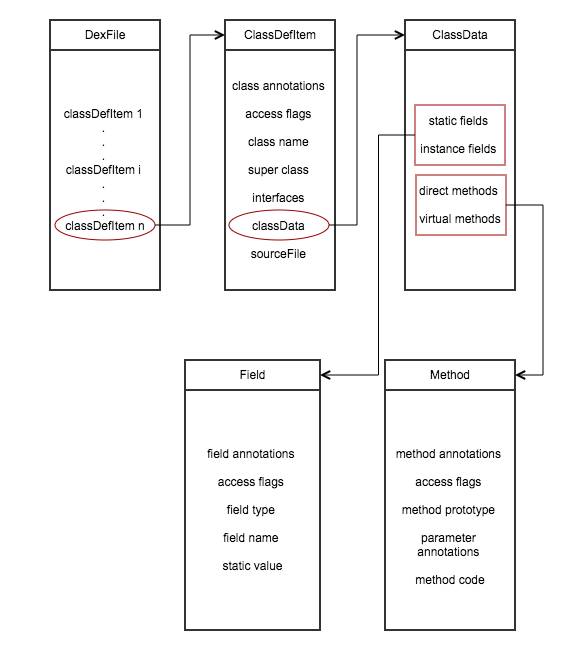 DexFile
classDefItem 1
.
.
.
classDefItem i
.
.
.
classDefItem n
ClassDefItem
class annotations
access flags
class name
super class
interfaces
classData
sourceFile
ClassData
static fields
instance fields
direct methods
virtual methods
Field
field annotations
access flags
field type
field name
static value
Method
method annotations
access flags
method prototype
parameter
annotations
method code